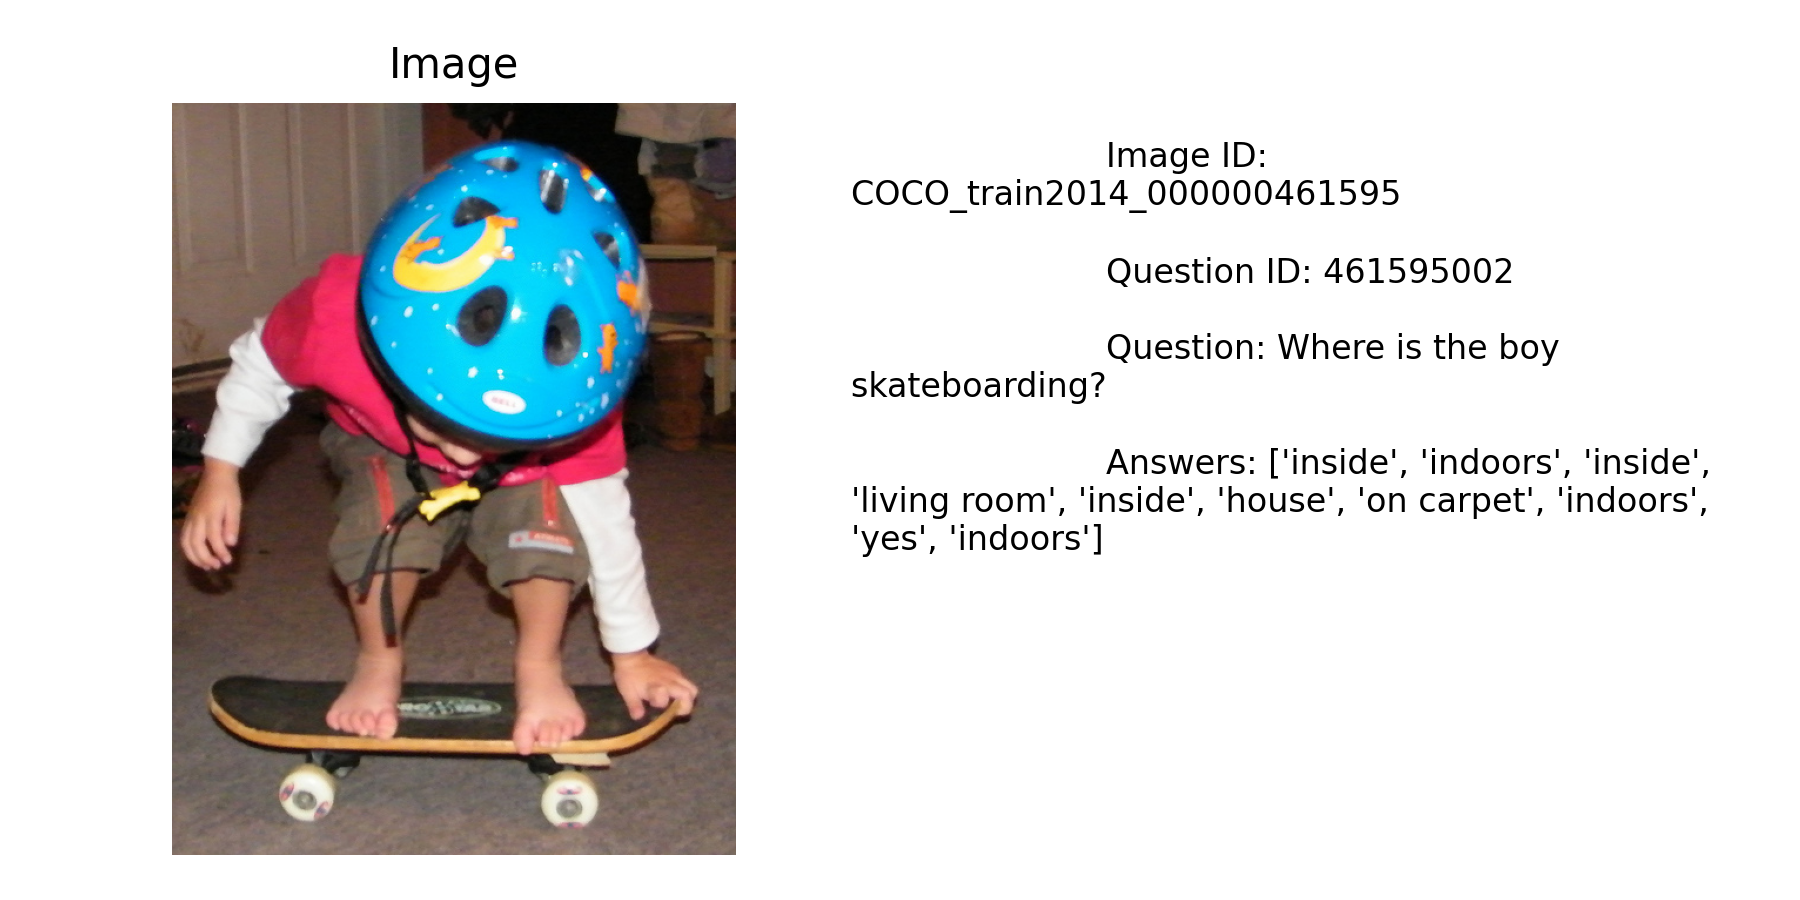 Image
Image ID:
COCO_train2014_000000461595
Question ID: 461595002
Question: Where is the boy
skateboarding?
Answers: ['inside', 'indoors', 'inside',
'living room', 'inside', 'house', 'on carpet', 'indoors',
'yes', 'indoors']
BELL